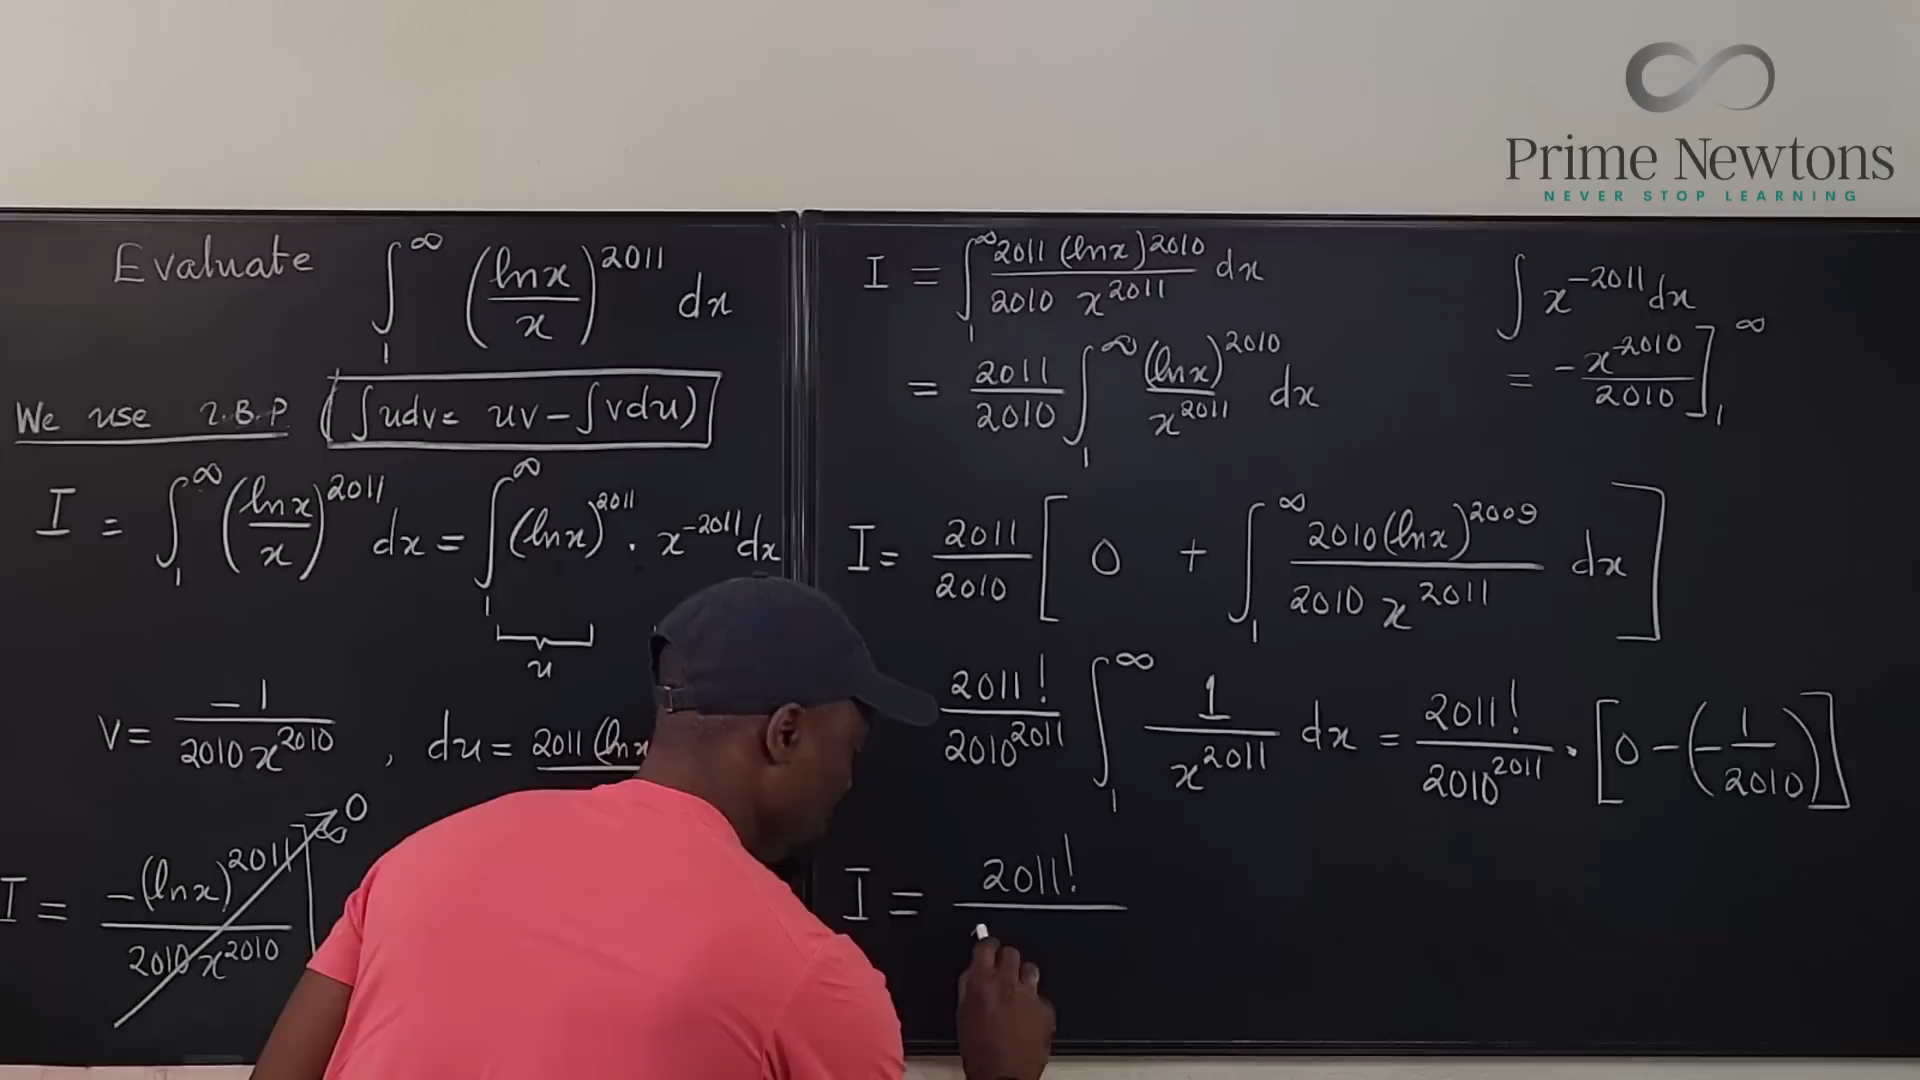 Prime Newtons
NEVER STOP LEARNING
Evaluate ∫₁^∞ (ln x / x)^2011 dx
We use I.B.P. (∫udv = uv − ∫vdu)
I = ∫₁^∞ (ln x / x)^2011 dx = ∫₁^∞ (ln x)^2011 · x^−2011 dx
u
v = −1 / 2010 x^2010 , du = 2011 (ln x
I = −(ln x)^2011 / 2010 x^2010 ]^∞ → 0
I = ∫₁^∞ 2011 (ln x)^2010 / 2010 x^2011 dx
= 2011/2010 ∫₁^∞ (ln x)^2010 / x^2011 dx
I = 2011/2010 [ 0 + ∫₁^∞ 2010 (ln x)^2009 / 2010 x^2011 dx ]
2011! / 2010^2011 ∫₁^∞ 1 / x^2011 dx = 2011! / 2010^2011 · [ 0 − (−1/2010) ]
I = 2011!
∫ x^−2011 dx
= −x^−2010 / 2010 ]₁^∞